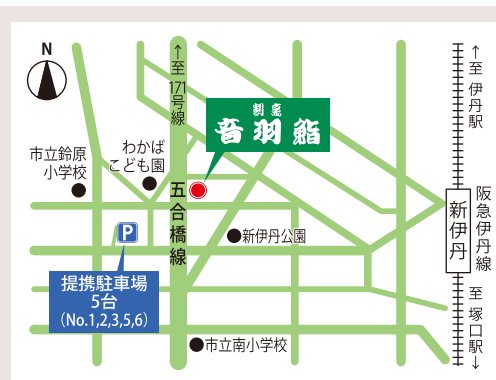 N
↑至171号線
割烹
音羽鮨
↑至 伊丹駅
わかば
こども園
市立鈴原
小学校
五合橋線
阪急伊丹線
新伊丹
P
新伊丹公園
提携駐車場
5台
(No.1,2,3,5,6)
至 塚口駅↓
市立南小学校